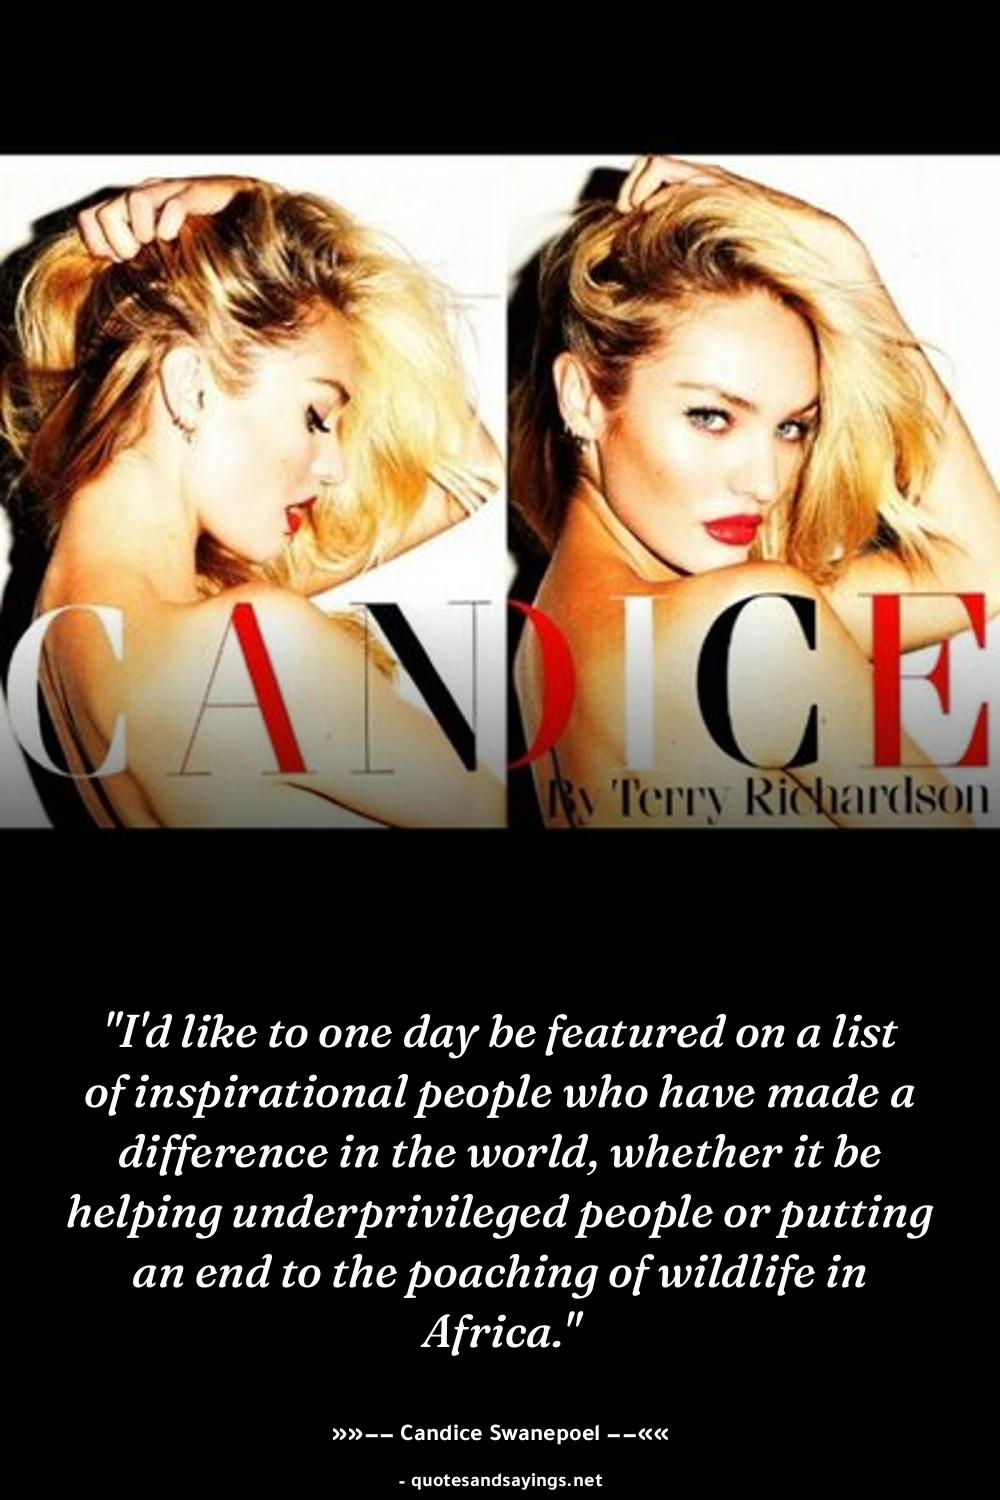 CANDICE
By Terry Richardson
"I'd like to one day be featured on a list
of inspirational people who have made a
difference in the world, whether it be
helping underprivileged people or putting
an end to the poaching of wildlife in
Africa."
»»−− Candice Swanepoel −−««
- quotesandsayings.net